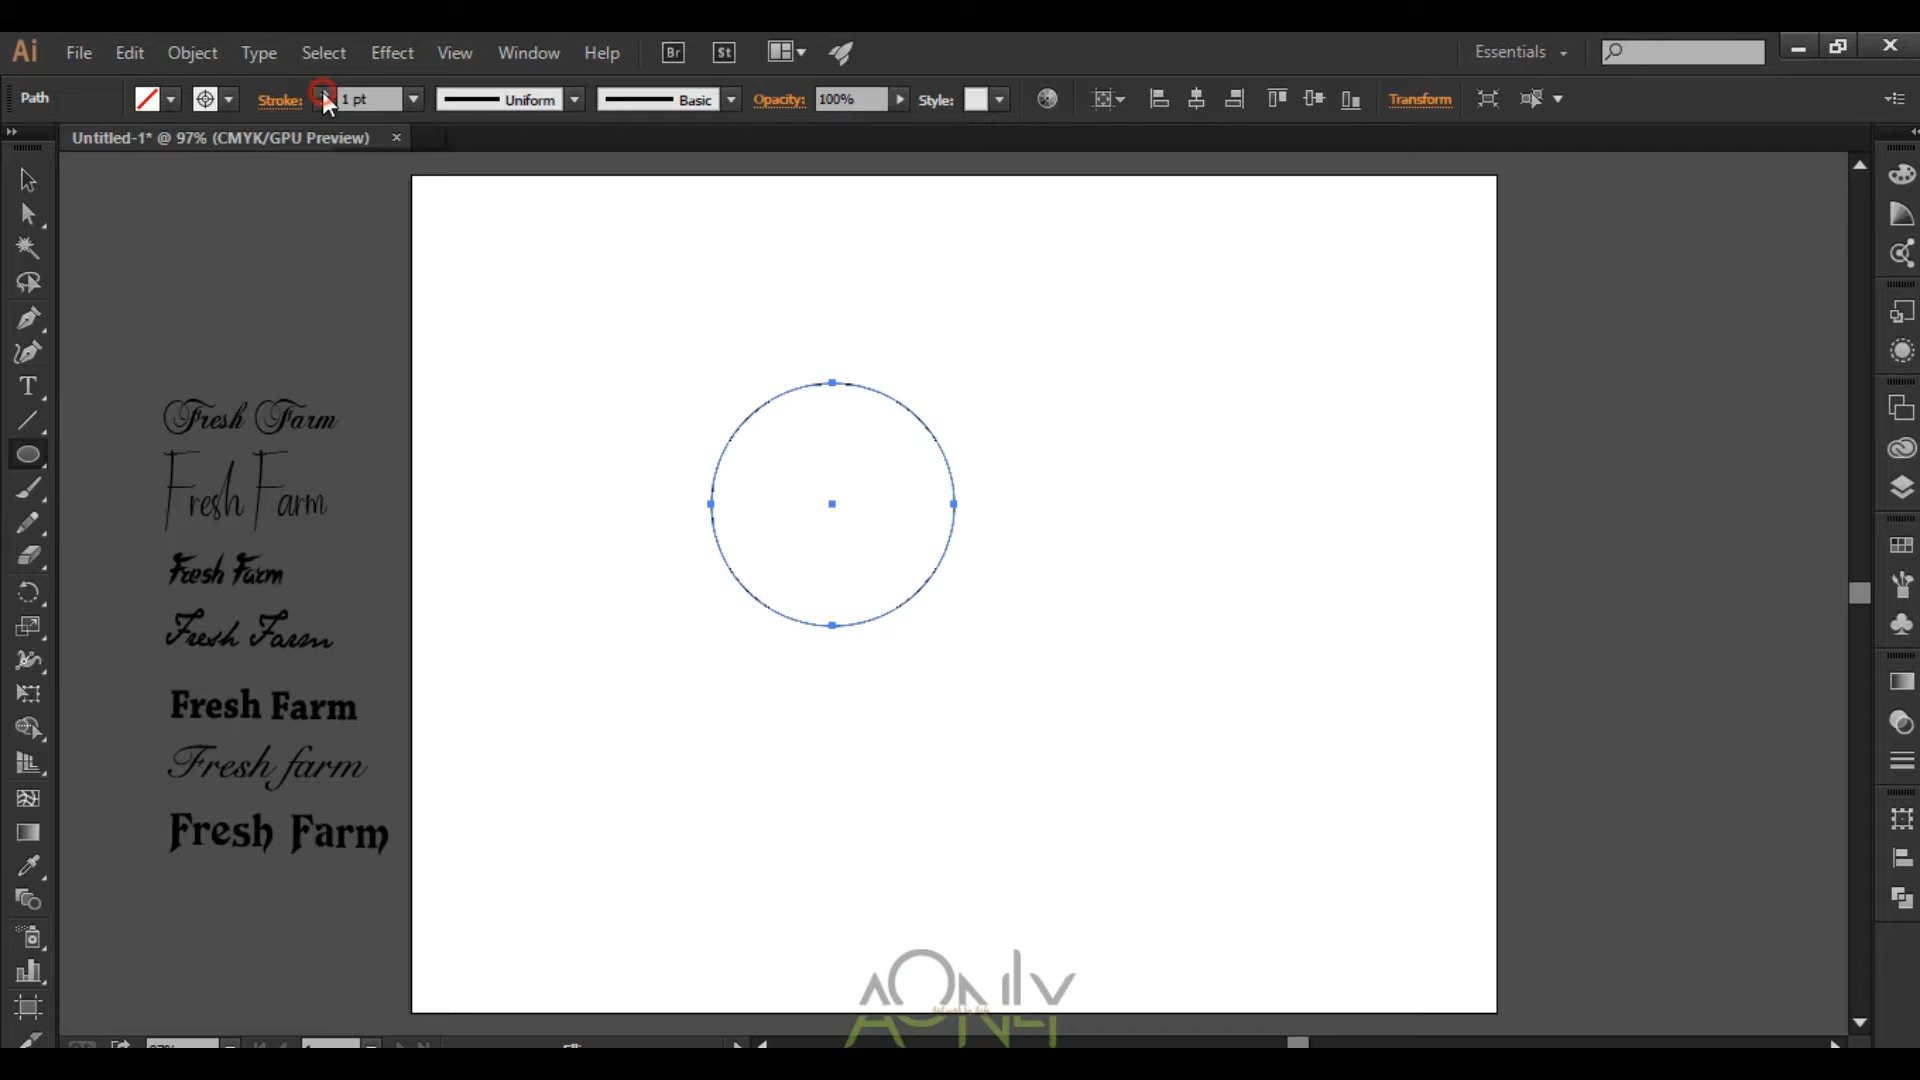 Ai File Edit Object Type Select Effect View Window Help Br St Essentials
Path Stroke: 1 pt Uniform Basic Opacity: 100% Style: Transform
Untitled-1* @ 97% (CMYK/GPU Preview) ×
T
Fresh Farm
Fresh Farm
Fresh Farm
Fresh Farm
Fresh Farm
Fresh farm
Fresh Farm
AONLY